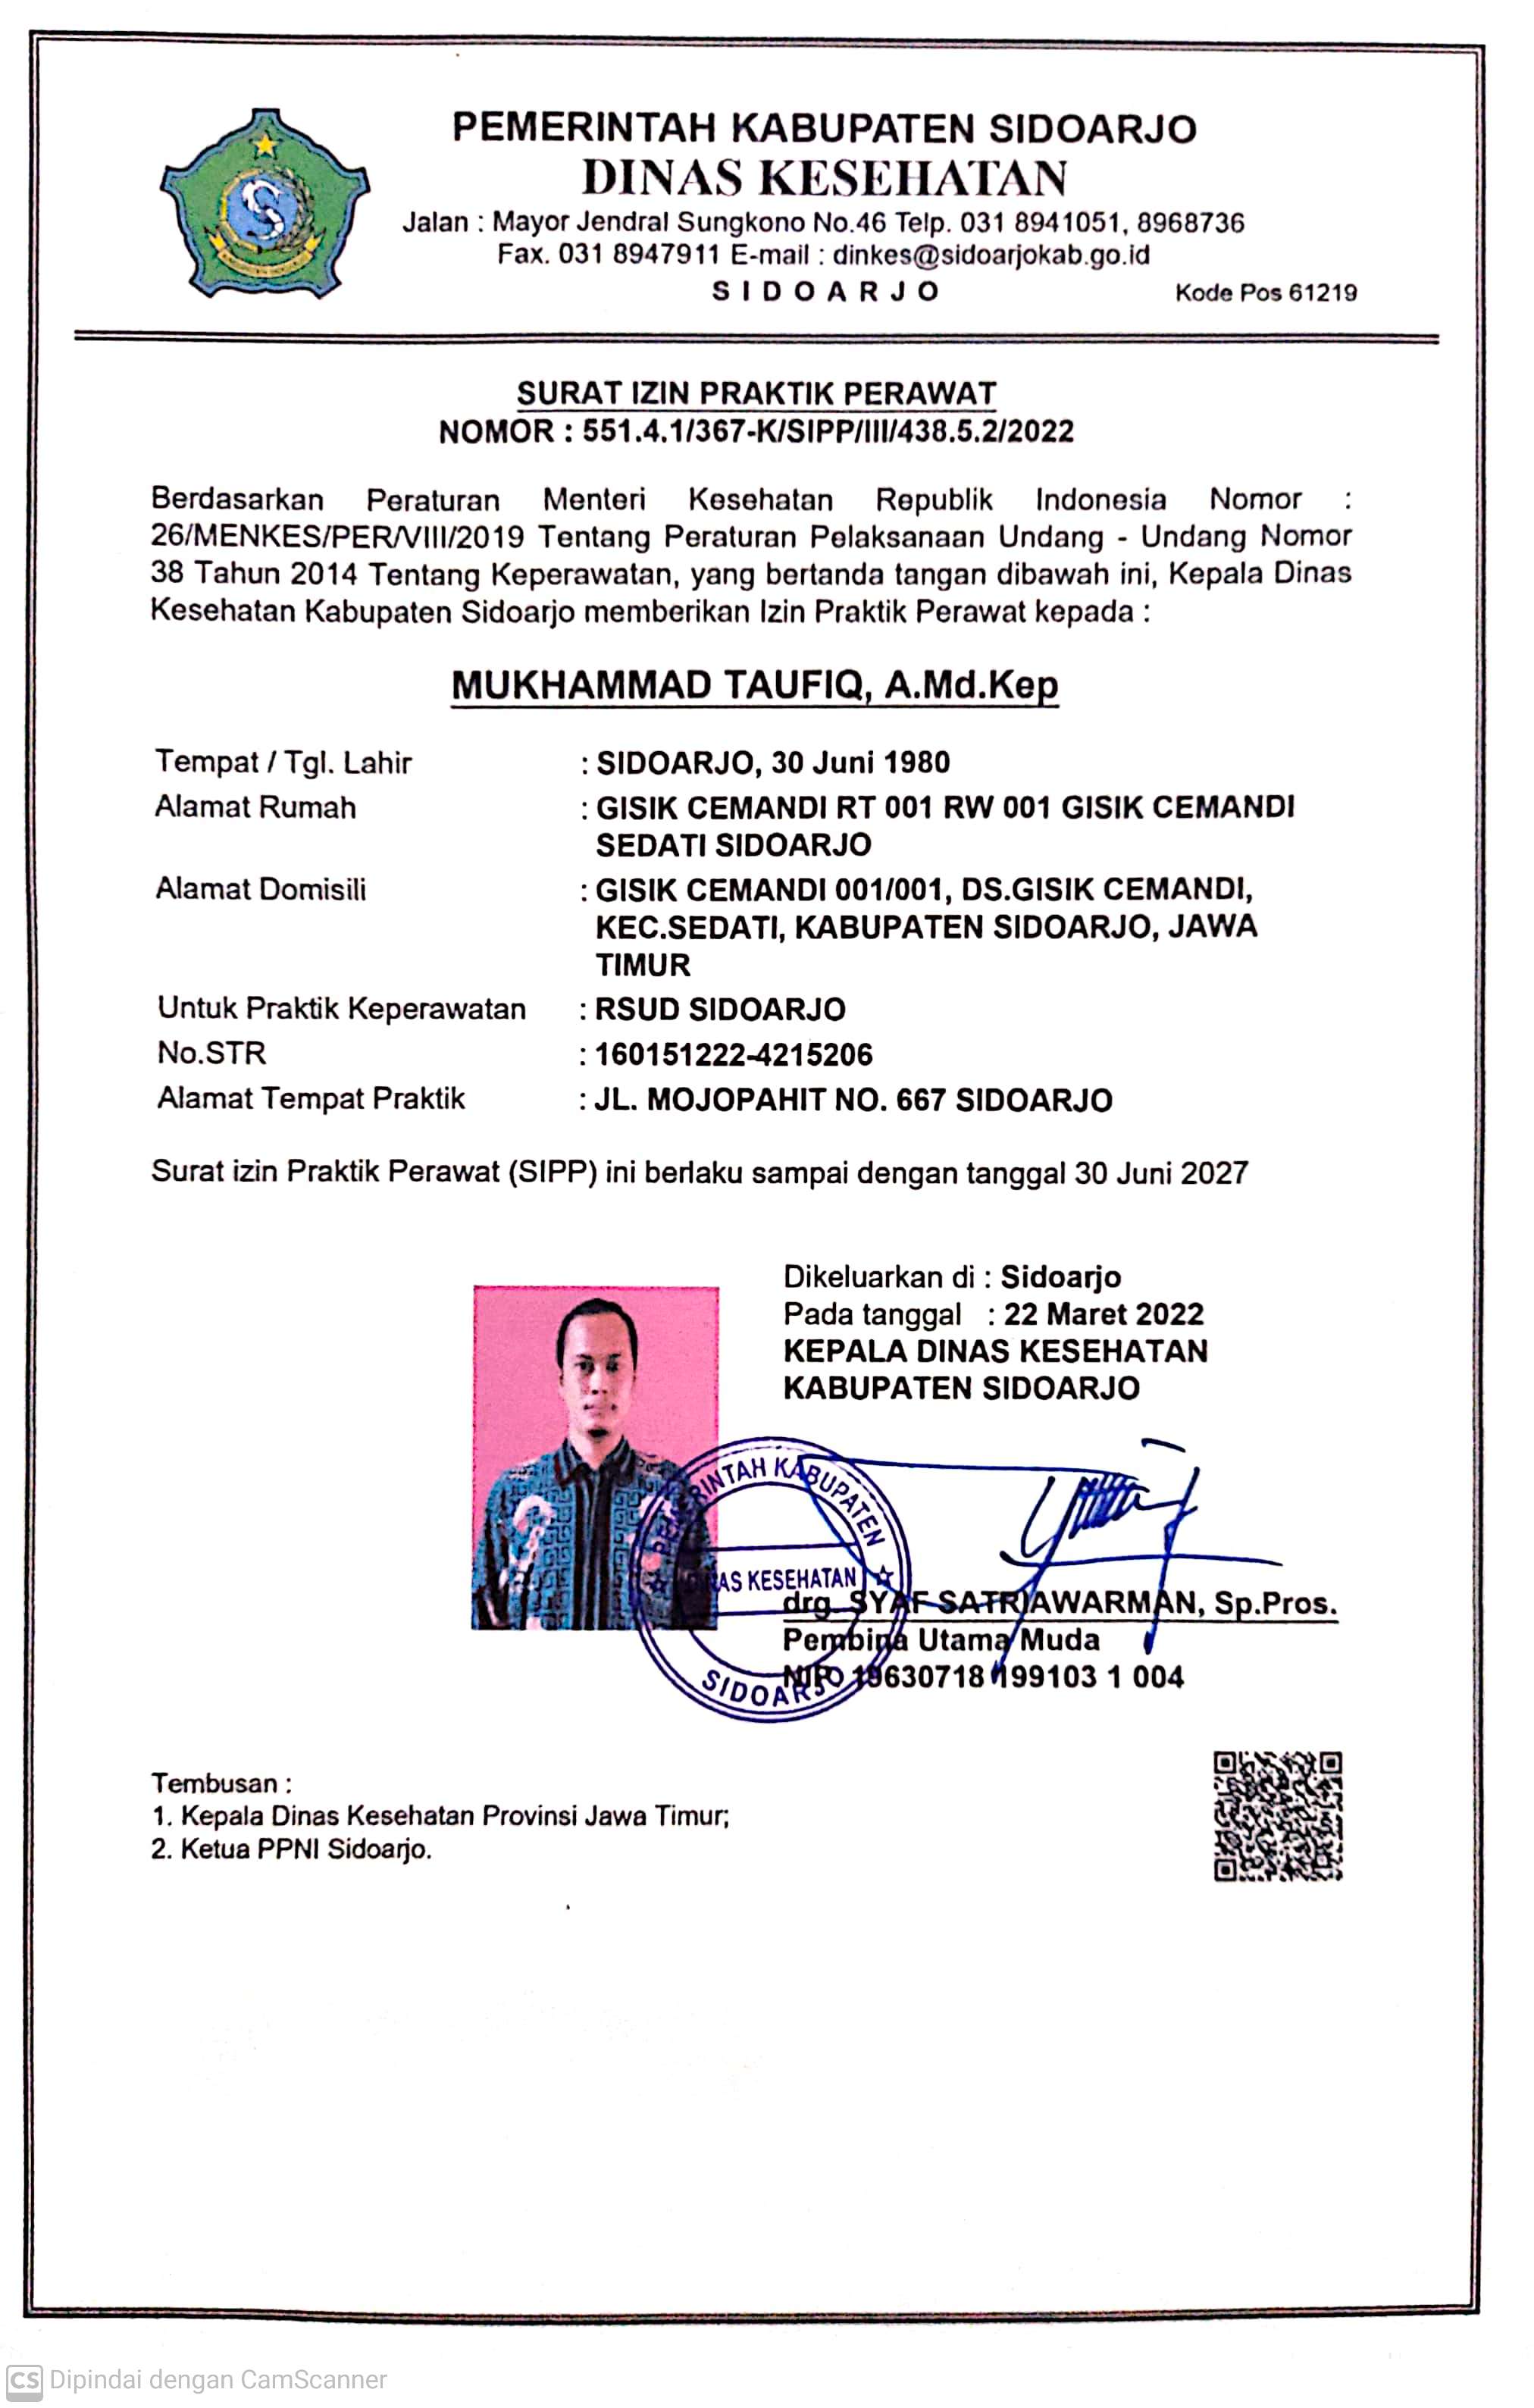 PEMERINTAH KABUPATEN SIDOARJO
DINAS KESEHATAN
Jalan : Mayor Jendral Sungkono No.46 Telp. 031 8941051, 8968736
Fax. 031 8947911 E-mail : dinkes@sidoarjokab.go.id
S I D O A R J O
Kode Pos 61219
SURAT IZIN PRAKTIK PERAWAT
NOMOR : 551.4.1/367-K/SIPP/III/438.5.2/2022
Berdasarkan Peraturan Menteri Kesehatan Republik Indonesia Nomor :
26/MENKES/PER/VIII/2019 Tentang Peraturan Pelaksanaan Undang - Undang Nomor
38 Tahun 2014 Tentang Keperawatan, yang bertanda tangan dibawah ini, Kepala Dinas
Kesehatan Kabupaten Sidoarjo memberikan Izin Praktik Perawat kepada :
MUKHAMMAD TAUFIQ, A.Md.Kep
Tempat / Tgl. Lahir : SIDOARJO, 30 Juni 1980
Alamat Rumah : GISIK CEMANDI RT 001 RW 001 GISIK CEMANDI
SEDATI SIDOARJO
Alamat Domisili : GISIK CEMANDI 001/001, DS.GISIK CEMANDI,
KEC.SEDATI, KABUPATEN SIDOARJO, JAWA
TIMUR
Untuk Praktik Keperawatan : RSUD SIDOARJO
No.STR : 160151222-4215206
Alamat Tempat Praktik : JL. MOJOPAHIT NO. 667 SIDOARJO
Surat izin Praktik Perawat (SIPP) ini berlaku sampai dengan tanggal 30 Juni 2027
Dikeluarkan di : Sidoarjo
Pada tanggal : 22 Maret 2022
KEPALA DINAS KESEHATAN
KABUPATEN SIDOARJO
PEMERINTAH KABUPATEN
DINAS KESEHATAN
SIDOARJO
drg. SYAF SATRIAWARMAN, Sp.Pros.
Pembina Utama Muda
NIP. 19630718 199103 1 004
Tembusan :
1. Kepala Dinas Kesehatan Provinsi Jawa Timur;
2. Ketua PPNI Sidoarjo.
CS Dipindai dengan CamScanner